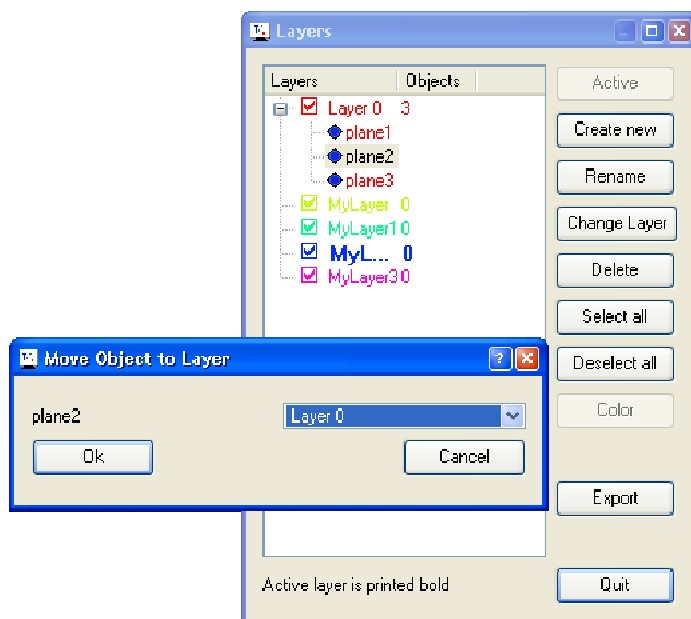 Layers
Layers Objects
Active
Layer 0 3
plane1
Create new
plane2
plane3
Rename
MyLayer 0
MyLayer1 0
Change Layer
MyL... 0
MyLayer3 0
Delete
Select all
Move Object to Layer
Deselect all
plane2
Layer 0
Color
Ok
Cancel
Export
Active layer is printed bold
Quit